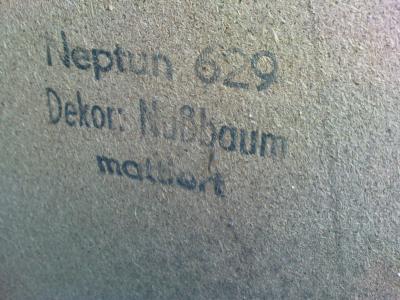 Neptun 629
Dekor: Nußbaum
mattiert